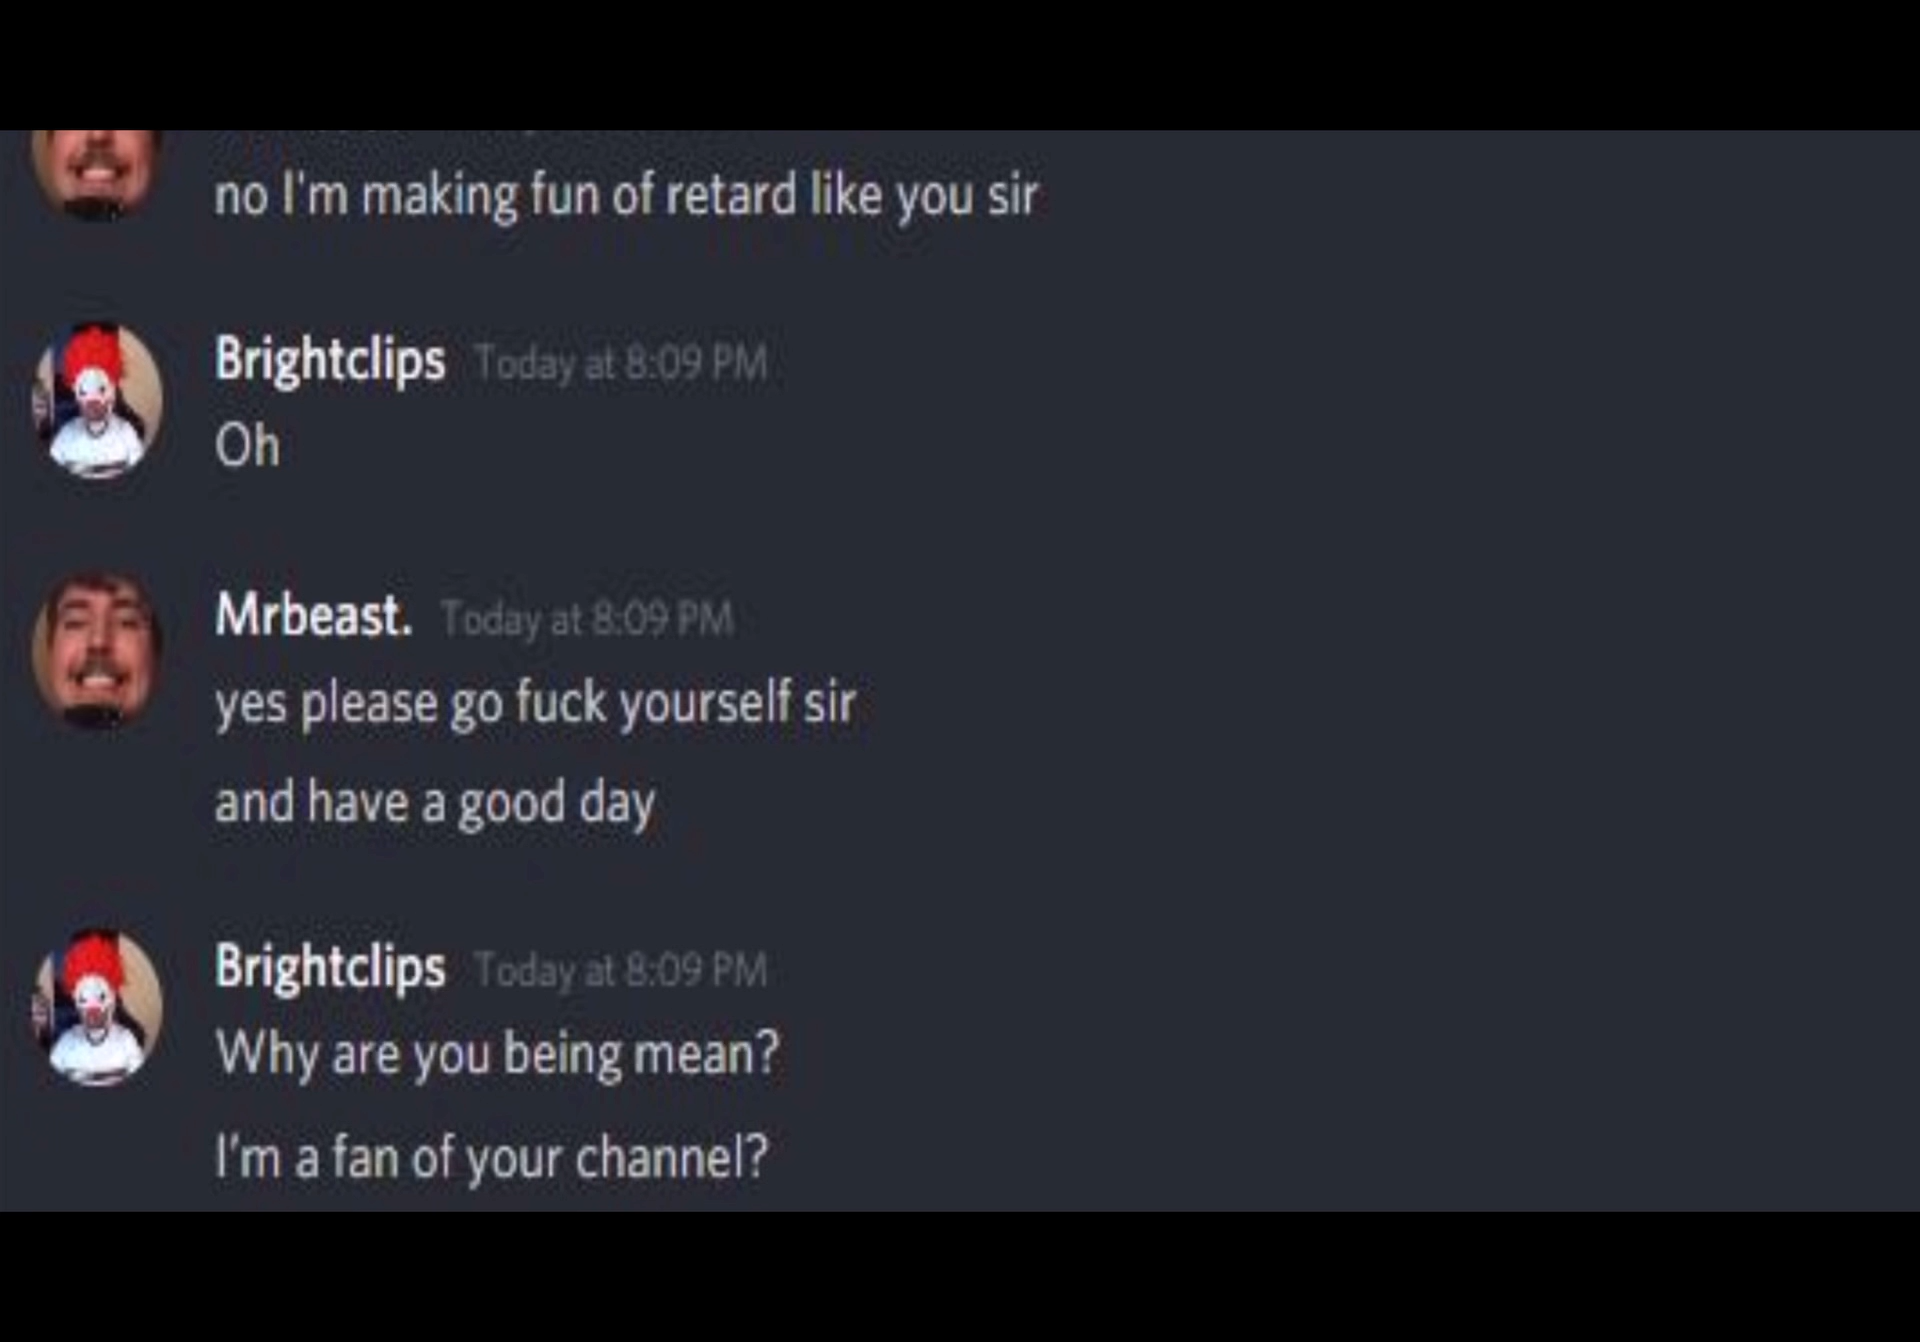 no I'm making fun of retard like you sir
Brightclips Today at 8:09 PM
Oh
Mrbeast. Today at 8:09 PM
yes please go fuck yourself sir
and have a good day
Brightclips Today at 8:09 PM
Why are you being mean?
I'm a fan of your channel?